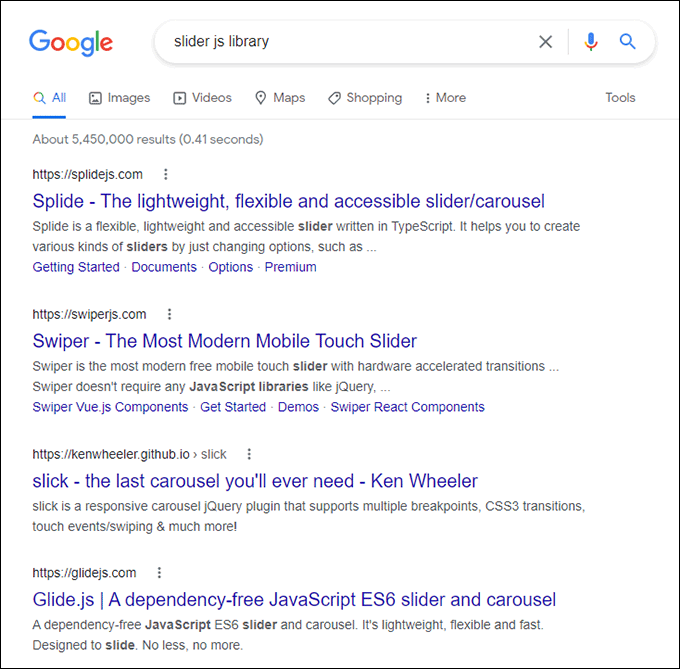 Google
slider js library
All Images Videos Maps Shopping More Tools
About 5,450,000 results (0.41 seconds)
https://splidejs.com
Splide - The lightweight, flexible and accessible slider/carousel
Splide is a flexible, lightweight and accessible slider written in TypeScript. It helps you to create
various kinds of sliders by just changing options, such as ...
Getting Started · Documents · Options · Premium
https://swiperjs.com
Swiper - The Most Modern Mobile Touch Slider
Swiper is the most modern free mobile touch slider with hardware accelerated transitions ...
Swiper doesn't require any JavaScript libraries like jQuery, ...
Swiper Vue.js Components · Get Started · Demos · Swiper React Components
https://kenwheeler.github.io › slick
slick - the last carousel you'll ever need - Ken Wheeler
slick is a responsive carousel jQuery plugin that supports multiple breakpoints, CSS3 transitions,
touch events/swiping & much more!
https://glidejs.com
Glide.js | A dependency-free JavaScript ES6 slider and carousel
A dependency-free JavaScript ES6 slider and carousel. It's lightweight, flexible and fast.
Designed to slide. No less, no more.